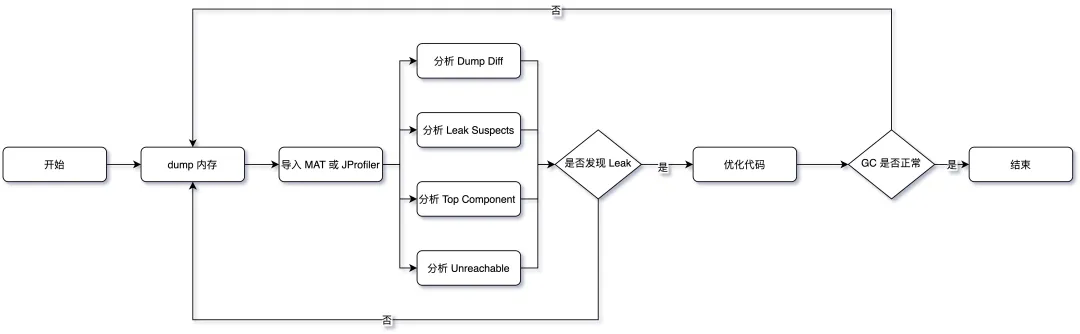 否
开始
dump 内存
导入 MAT 或 JProfiler
分析 Dump Diff
分析 Leak Suspects
分析 Top Component
分析 Unreachable
是否发现 Leak
是
优化代码
GC 是否正常
是
结束
否